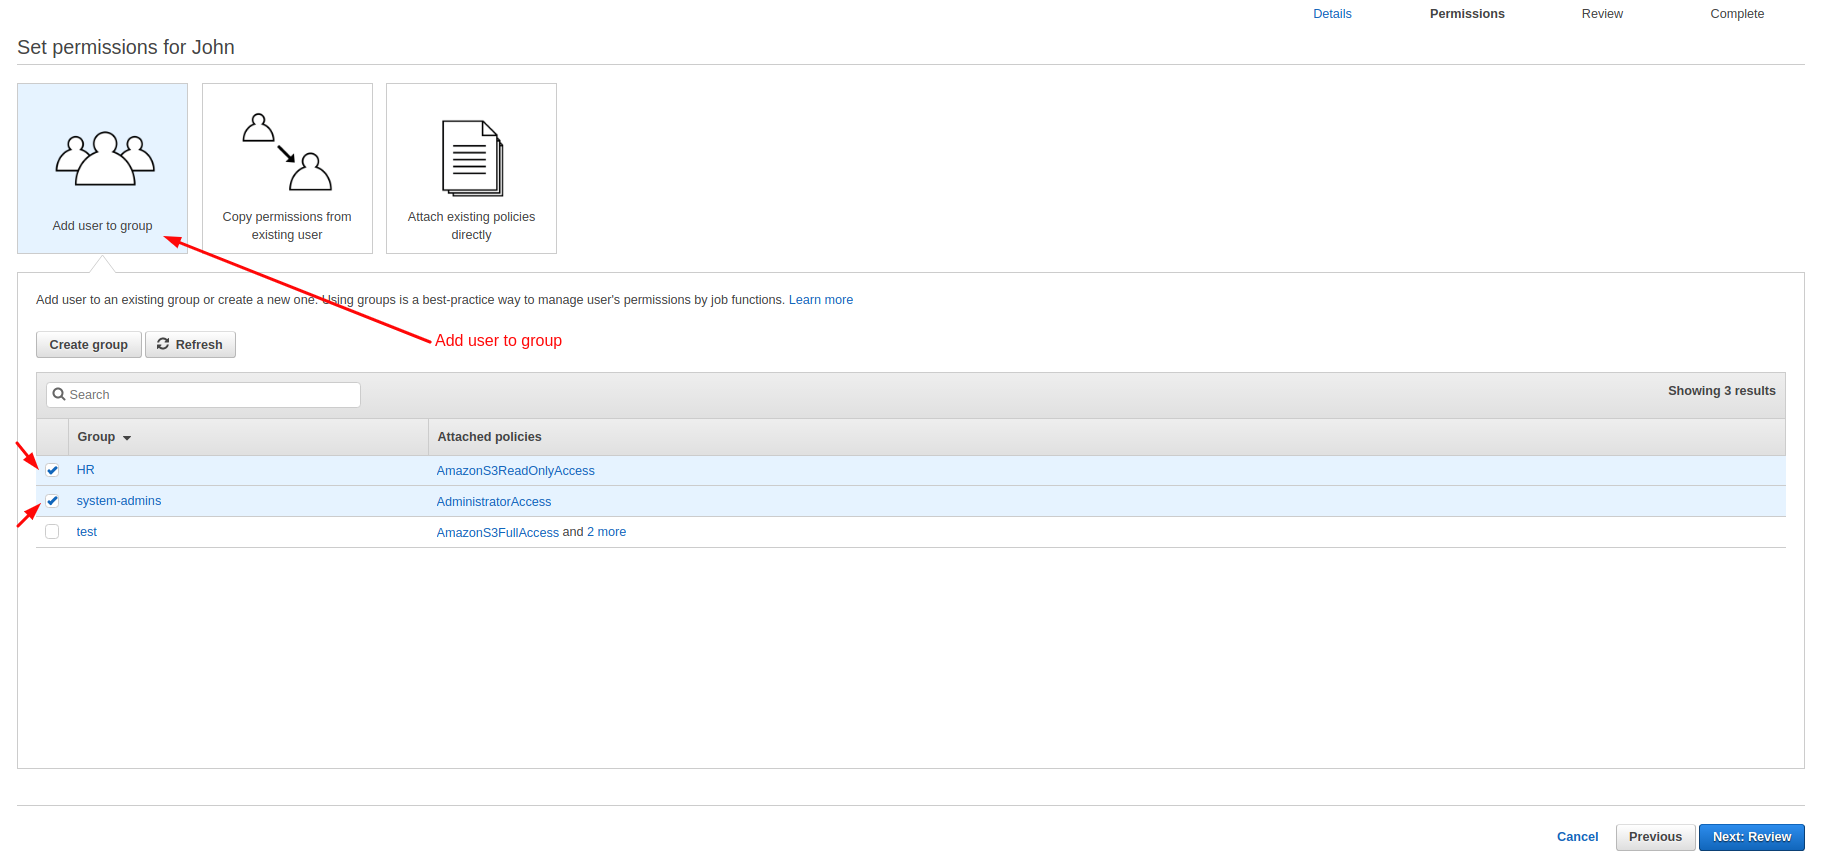 Details Permissions Review Complete
Set permissions for John
Add user to group
Copy permissions from
existing user
Attach existing policies
directly
Add user to an existing group or create a new one. Using groups is a best-practice way to manage user's permissions by job functions. Learn more
Add user to group
Create group Refresh
Search
Showing 3 results
Group Attached policies
HR AmazonS3ReadOnlyAccess
system-admins AdministratorAccess
test AmazonS3FullAccess and 2 more
Cancel Previous Next: Review